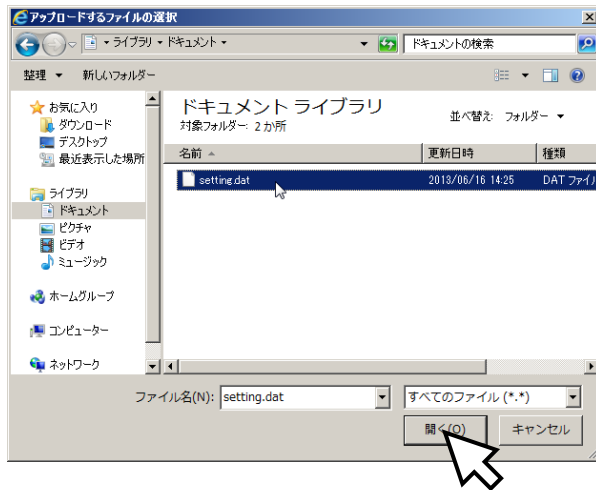 アップロードするファイルの選択
ライブラリ ドキュメント
ドキュメントの検索
整理 新しいフォルダー
お気に入り
ダウンロード
デスクトップ
最近表示した場所
ライブラリ
ドキュメント
ピクチャ
ビデオ
ミュージック
ホームグループ
コンピューター
ネットワーク
ドキュメント ライブラリ
対象フォルダー: 2 か所
並べ替え: フォルダー
名前 更新日時 種類
setting.dat 2013/06/16 14:25 DAT ファイル
ファイル名(N): setting.dat
すべてのファイル (*.*)
開く(O) キャンセル